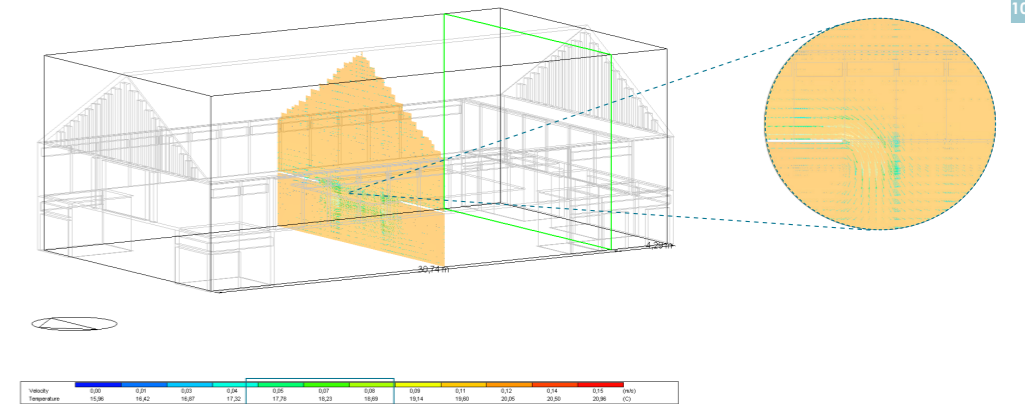 10
4,29 m
30,74 m
Velocity 0,00 0,01 0,03 0,04 0,05 0,07 0,08 0,09 0,11 0,12 0,14 0,15 (m/s)
Temperature 15,96 16,42 16,87 17,32 17,78 18,23 18,69 19,14 19,60 20,05 20,50 20,96 (C)